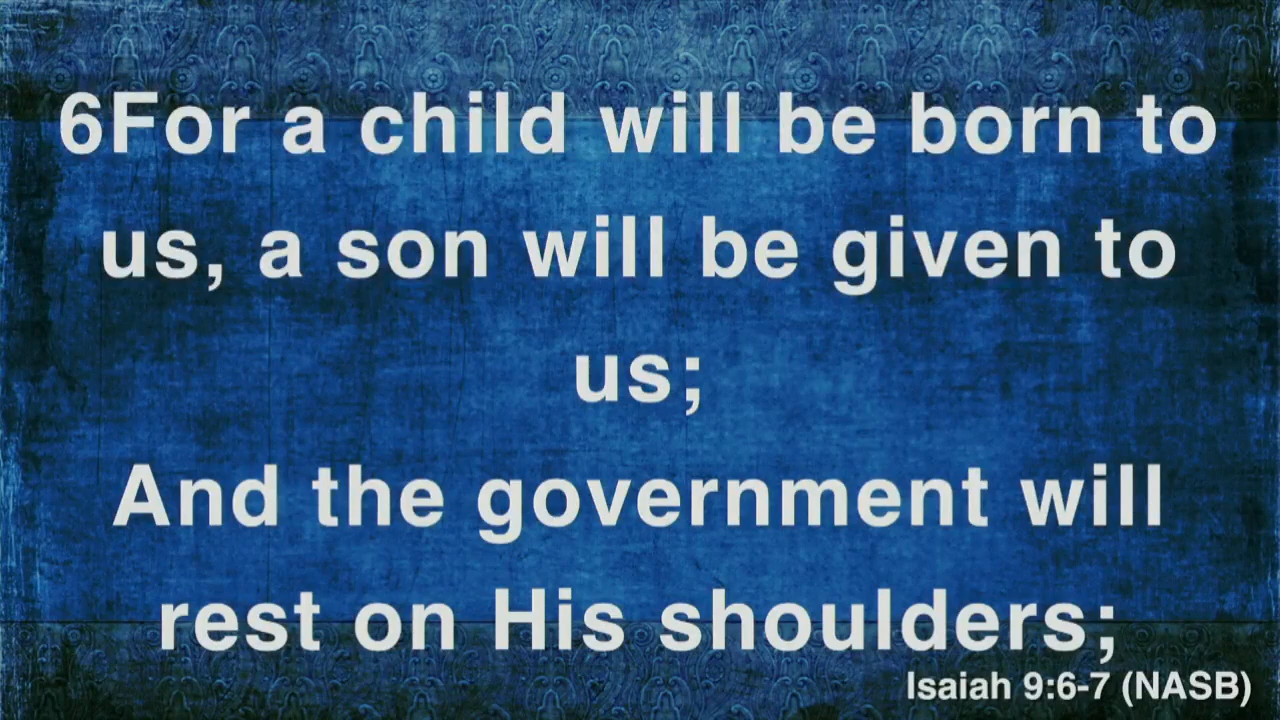 6For a child will be born to
us, a son will be given to
us;
And the government will
rest on His shoulders;
Isaiah 9:6-7 (NASB)